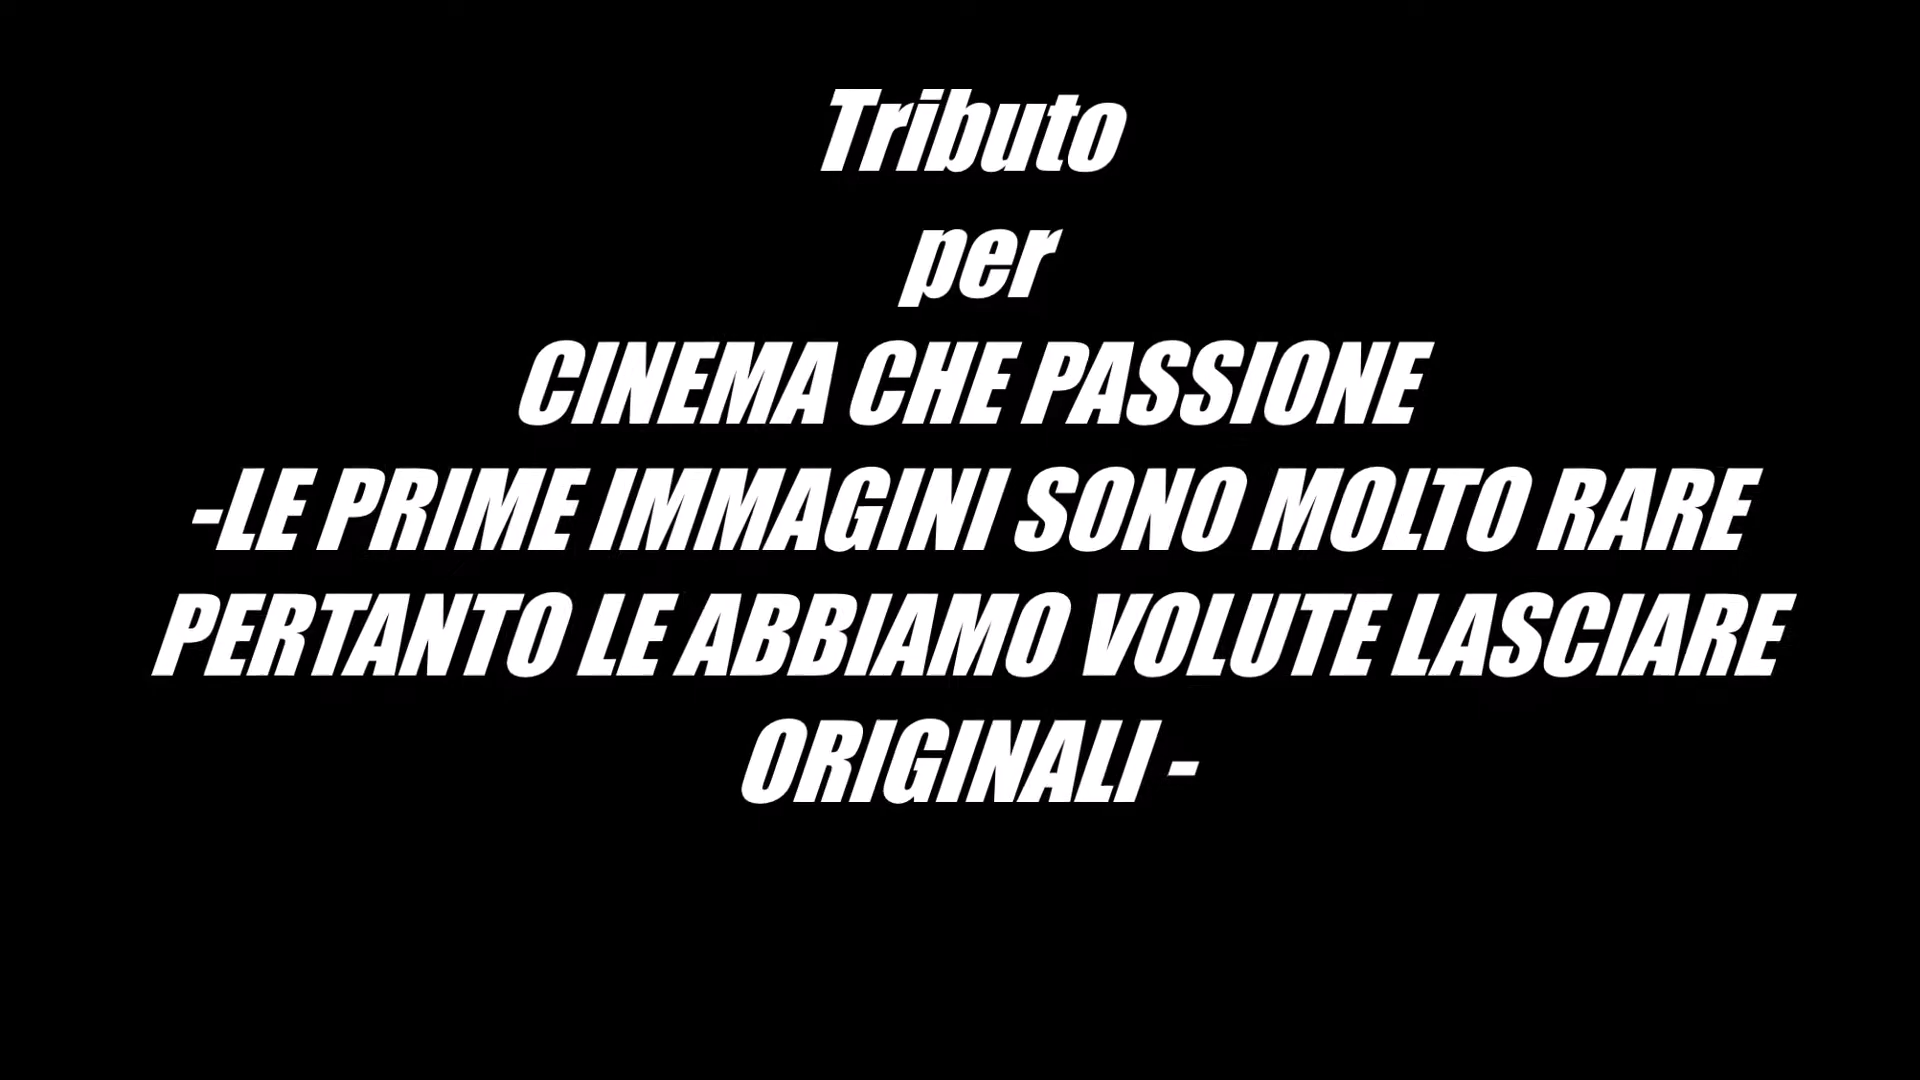 Tributo
per
CINEMA CHE PASSIONE
-LE PRIME IMMAGINI SONO MOLTO RARE
PERTANTO LE ABBIAMO VOLUTE LASCIARE
ORIGINALI -